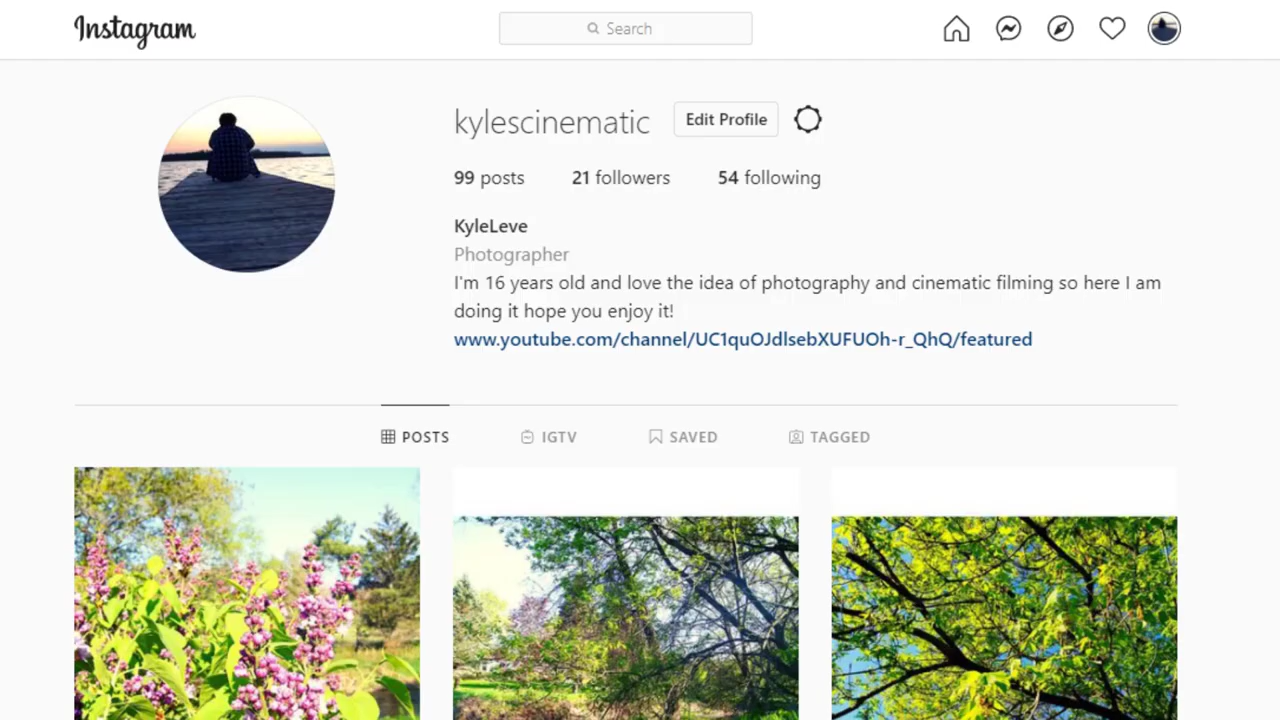 Instagram
Search
kylescinematic
Edit Profile
99 posts 21 followers 54 following
KyleLeve
Photographer
I'm 16 years old and love the idea of photography and cinematic filming so here I am
doing it hope you enjoy it!
www.youtube.com/channel/UC1quOJdlsebXUFUOh-r_QhQ/featured
POSTS IGTV SAVED TAGGED